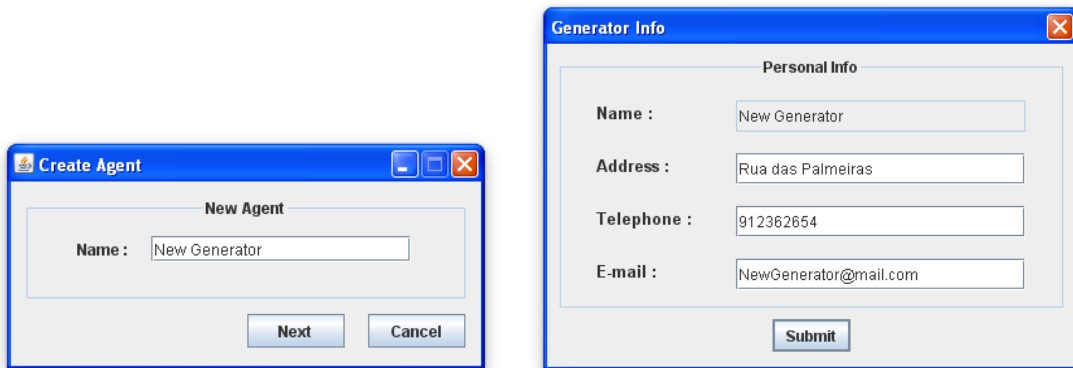 Create Agent
New Agent
Name : New Generator
Next Cancel
Generator Info
Personal Info
Name : New Generator
Address : Rua das Palmeiras
Telephone : 912362654
E-mail : NewGenerator@mail.com
Submit